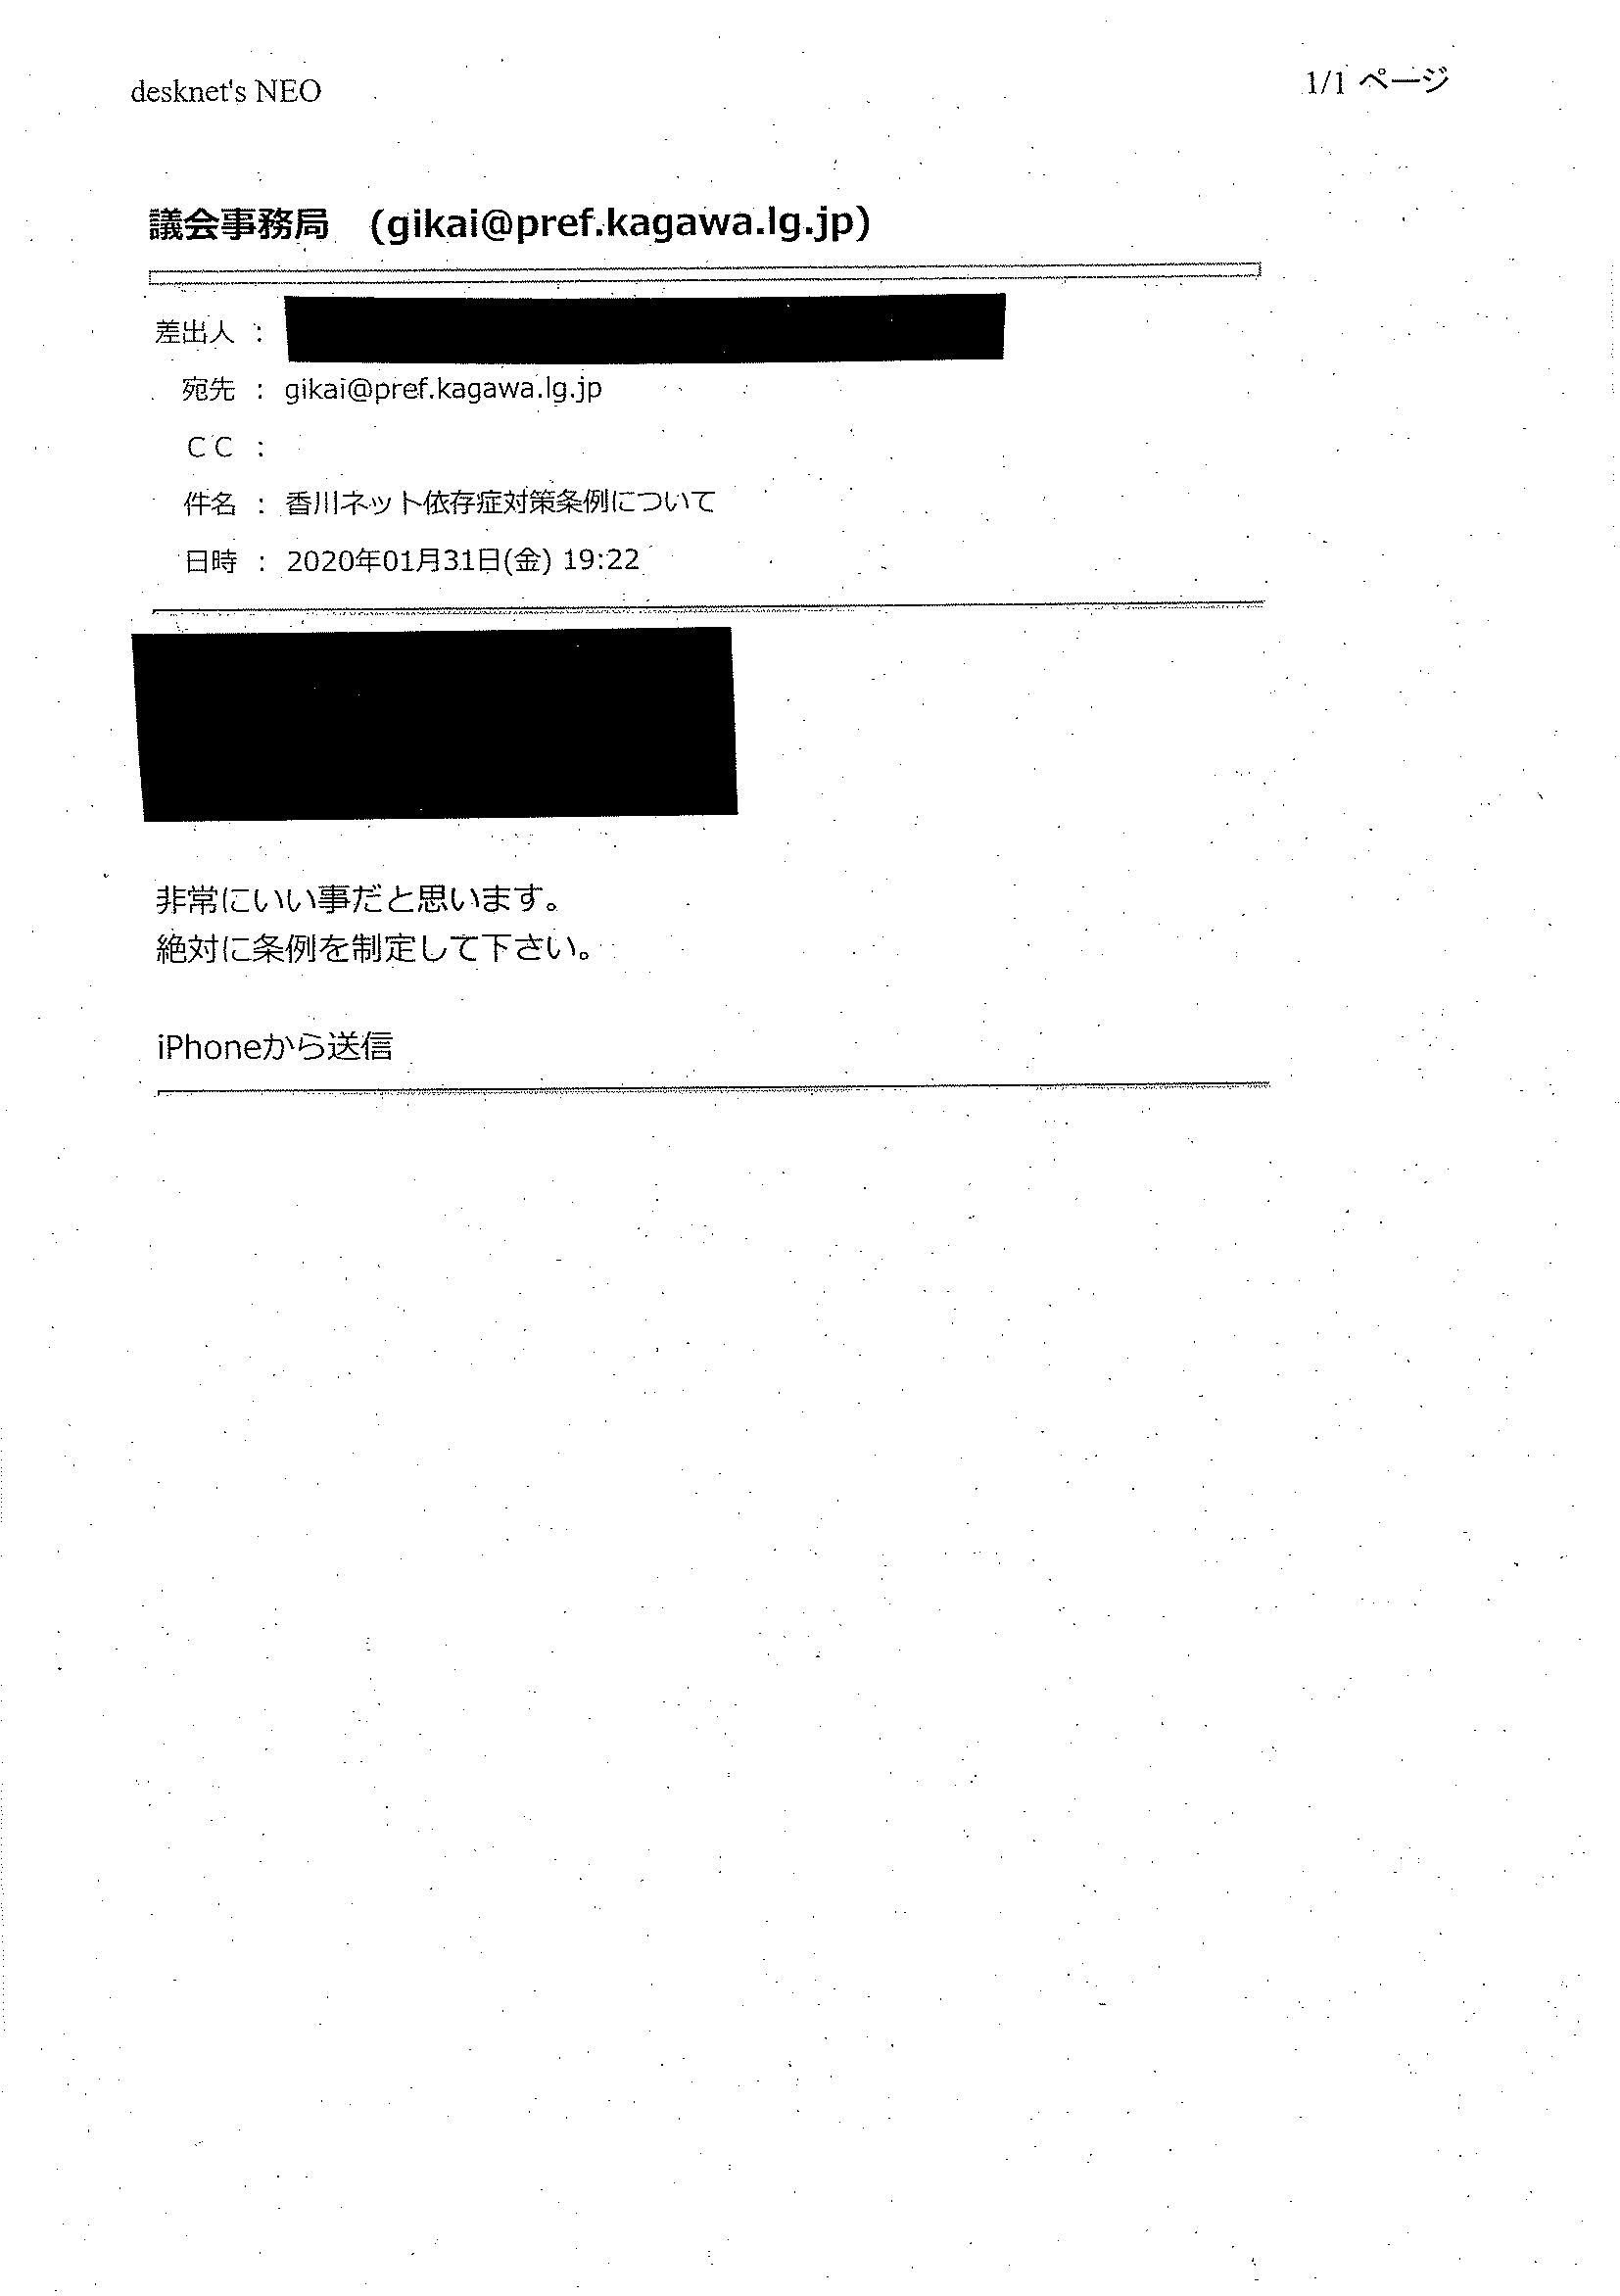 desknet's NEO
1/1 ページ
議会事務局　(gikai@pref.kagawa.lg.jp)
差出人 ：
宛先 ： gikai@pref.kagawa.lg.jp
ＣＣ ：
件名 ： 香川ネット依存症対策条例について
日時 ： 2020年01月31日(金) 19:22
非常にいい事だと思います。
絶対に条例を制定して下さい。
iPhoneから送信